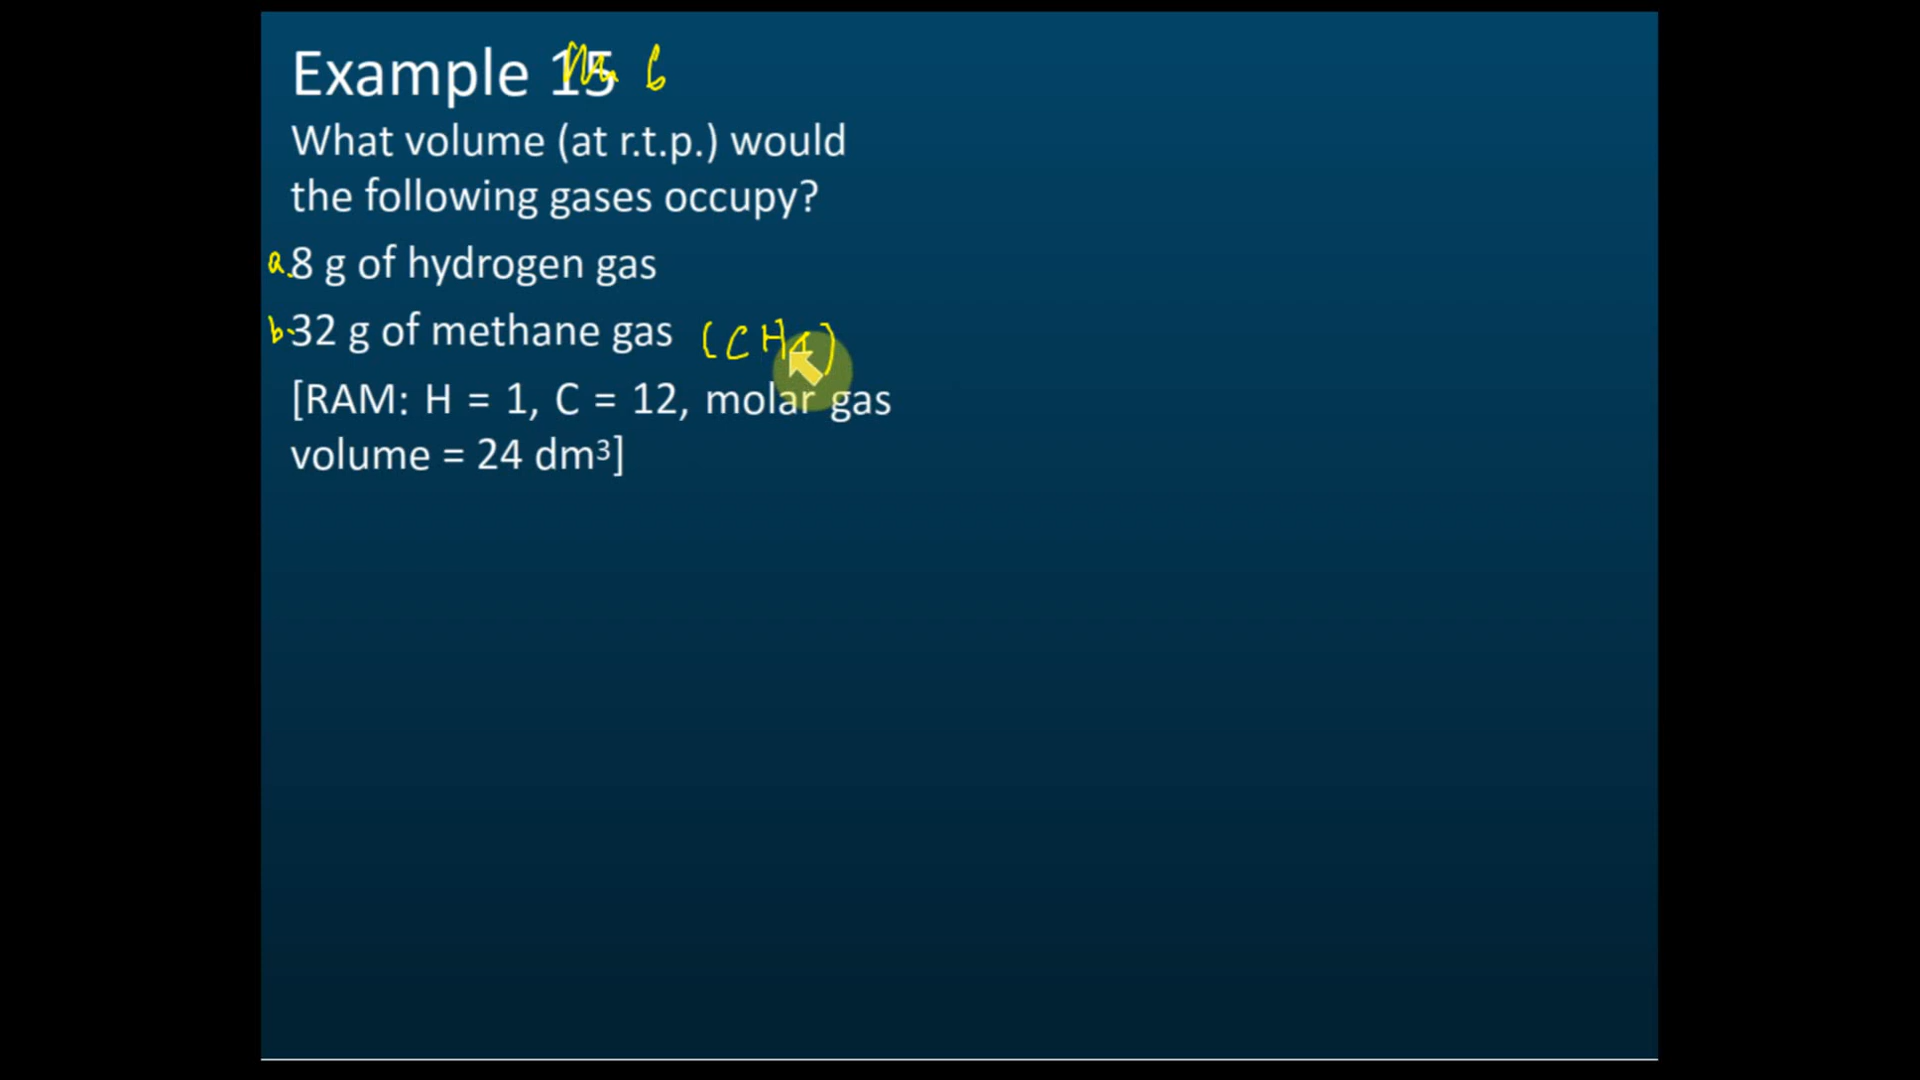 Example 15 6
What volume (at r.t.p.) would
the following gases occupy?
a. 8 g of hydrogen gas
b. 32 g of methane gas (CH4)
[RAM: H = 1, C = 12, molar gas
volume = 24 dm³]